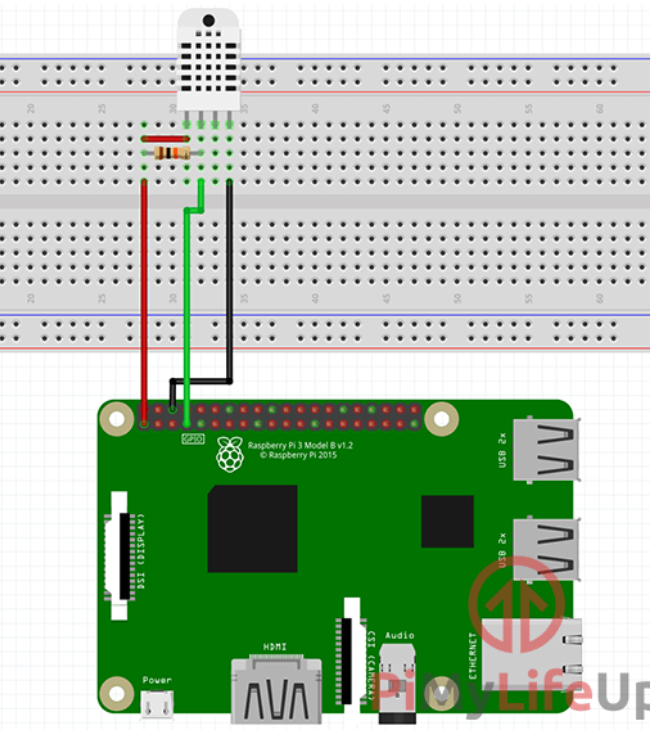 20 25 30 35 40 45 50 55 60
20 25 30 35 40 45 50 55 60
GPIO
Raspberry Pi 3 Model B v1.2
© Raspberry Pi 2015
USB 2x
DSI (DISPLAY)
USB 2x
HDMI
CSI (CAMERA)
Audio
ETHERNET
Power
PiMyLifeUp